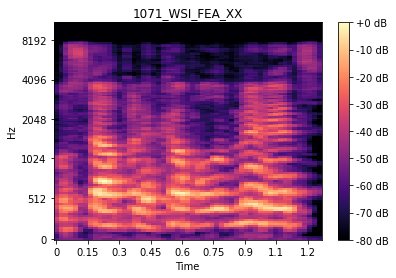 1071_WSI_FEA_XX
+0 dB
8192
-10 dB
4096
-20 dB
-30 dB
2048
Hz
-40 dB
1024
-50 dB
512
-60 dB
-70 dB
0
-80 dB
0 0.15 0.3 0.45 0.6 0.75 0.9 1.1 1.2
Time